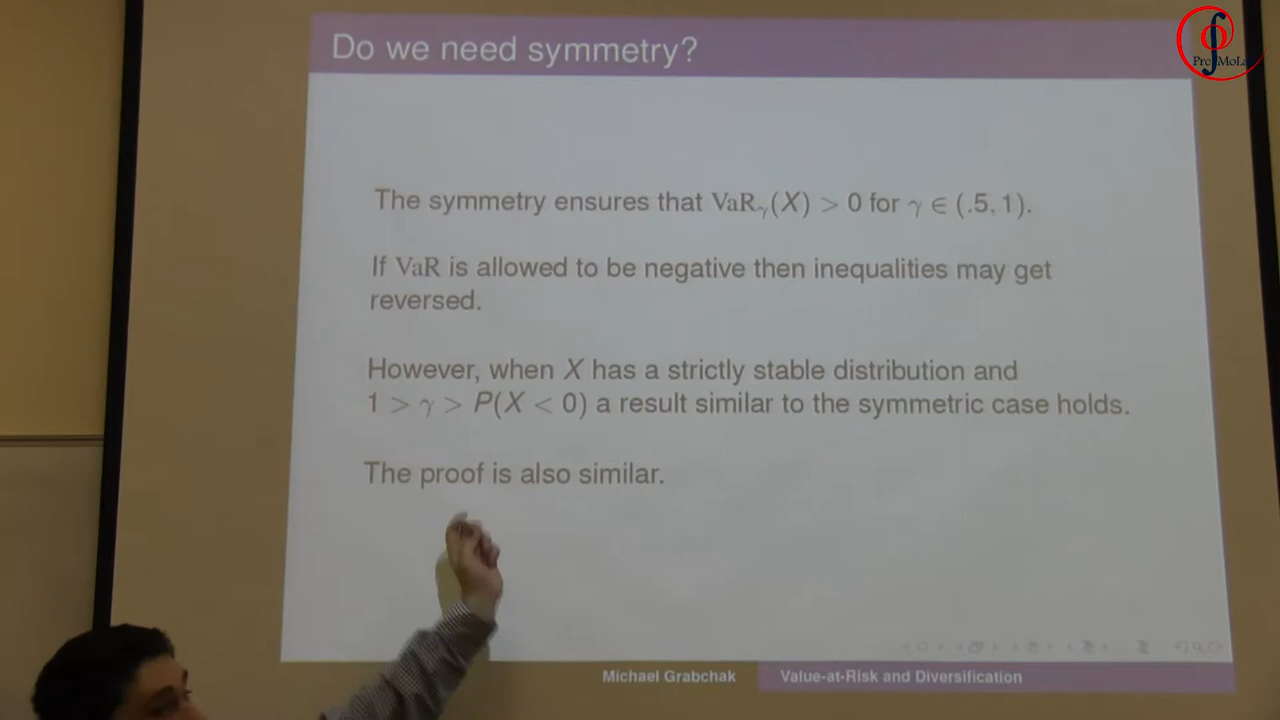 Do we need symmetry?
The symmetry ensures that VaRγ(X) > 0 for γ ∈ (.5, 1).
If VaR is allowed to be negative then inequalities may get
reversed.
However, when X has a strictly stable distribution and
1 > γ > P(X < 0) a result similar to the symmetric case holds.
The proof is also similar.
Michael Grabchak
Value-at-Risk and Diversification